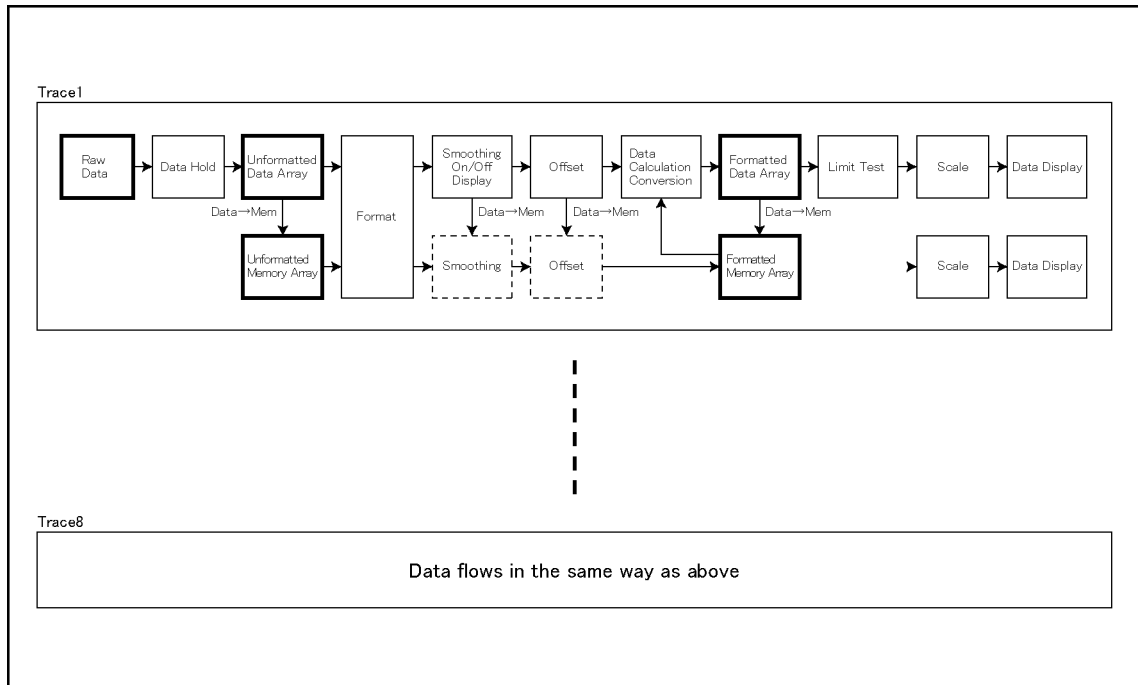 Trace1
Raw
Data
Data Hold
Unformatted
Data Array
Format
Smoothing
On/Off
Display
Offset
Data
Calculation
Conversion
Formatted
Data Array
Limit Test
Scale
Data Display
Data→Mem
Data→Mem
Data→Mem
Data→Mem
Unformatted
Memory Array
Smoothing
Offset
Formatted
Memory Array
Scale
Data Display
Trace8
Data flows in the same way as above